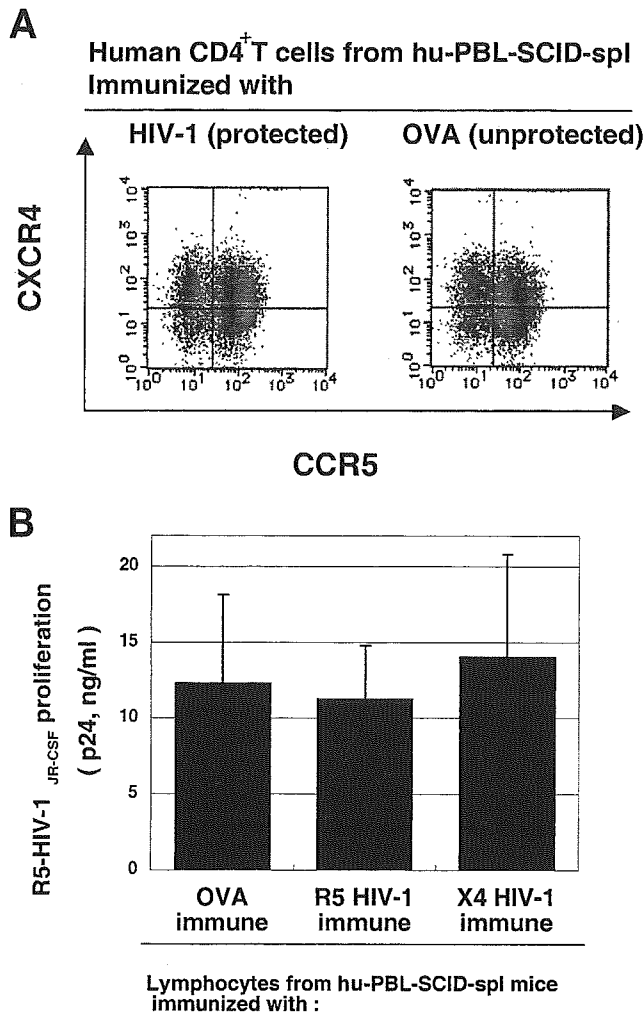 A
Human CD4+T cells from hu-PBL-SCID-spl
Immunized with
HIV-1 (protected)
OVA (unprotected)
CXCR4
10^4
10^3
10^2
10^1
10^0
10^0 10^1 10^2 10^3 10^4
10^4
10^3
10^2
10^1
10^0
10^0 10^1 10^2 10^3 10^4
CCR5
B
R5-HIV-1 JR-CSF proliferation
( p24, ng/ml )
20
15
10
5
0
OVA immune
R5 HIV-1 immune
X4 HIV-1 immune
Lymphocytes from hu-PBL-SCID-spl mice
immunized with :